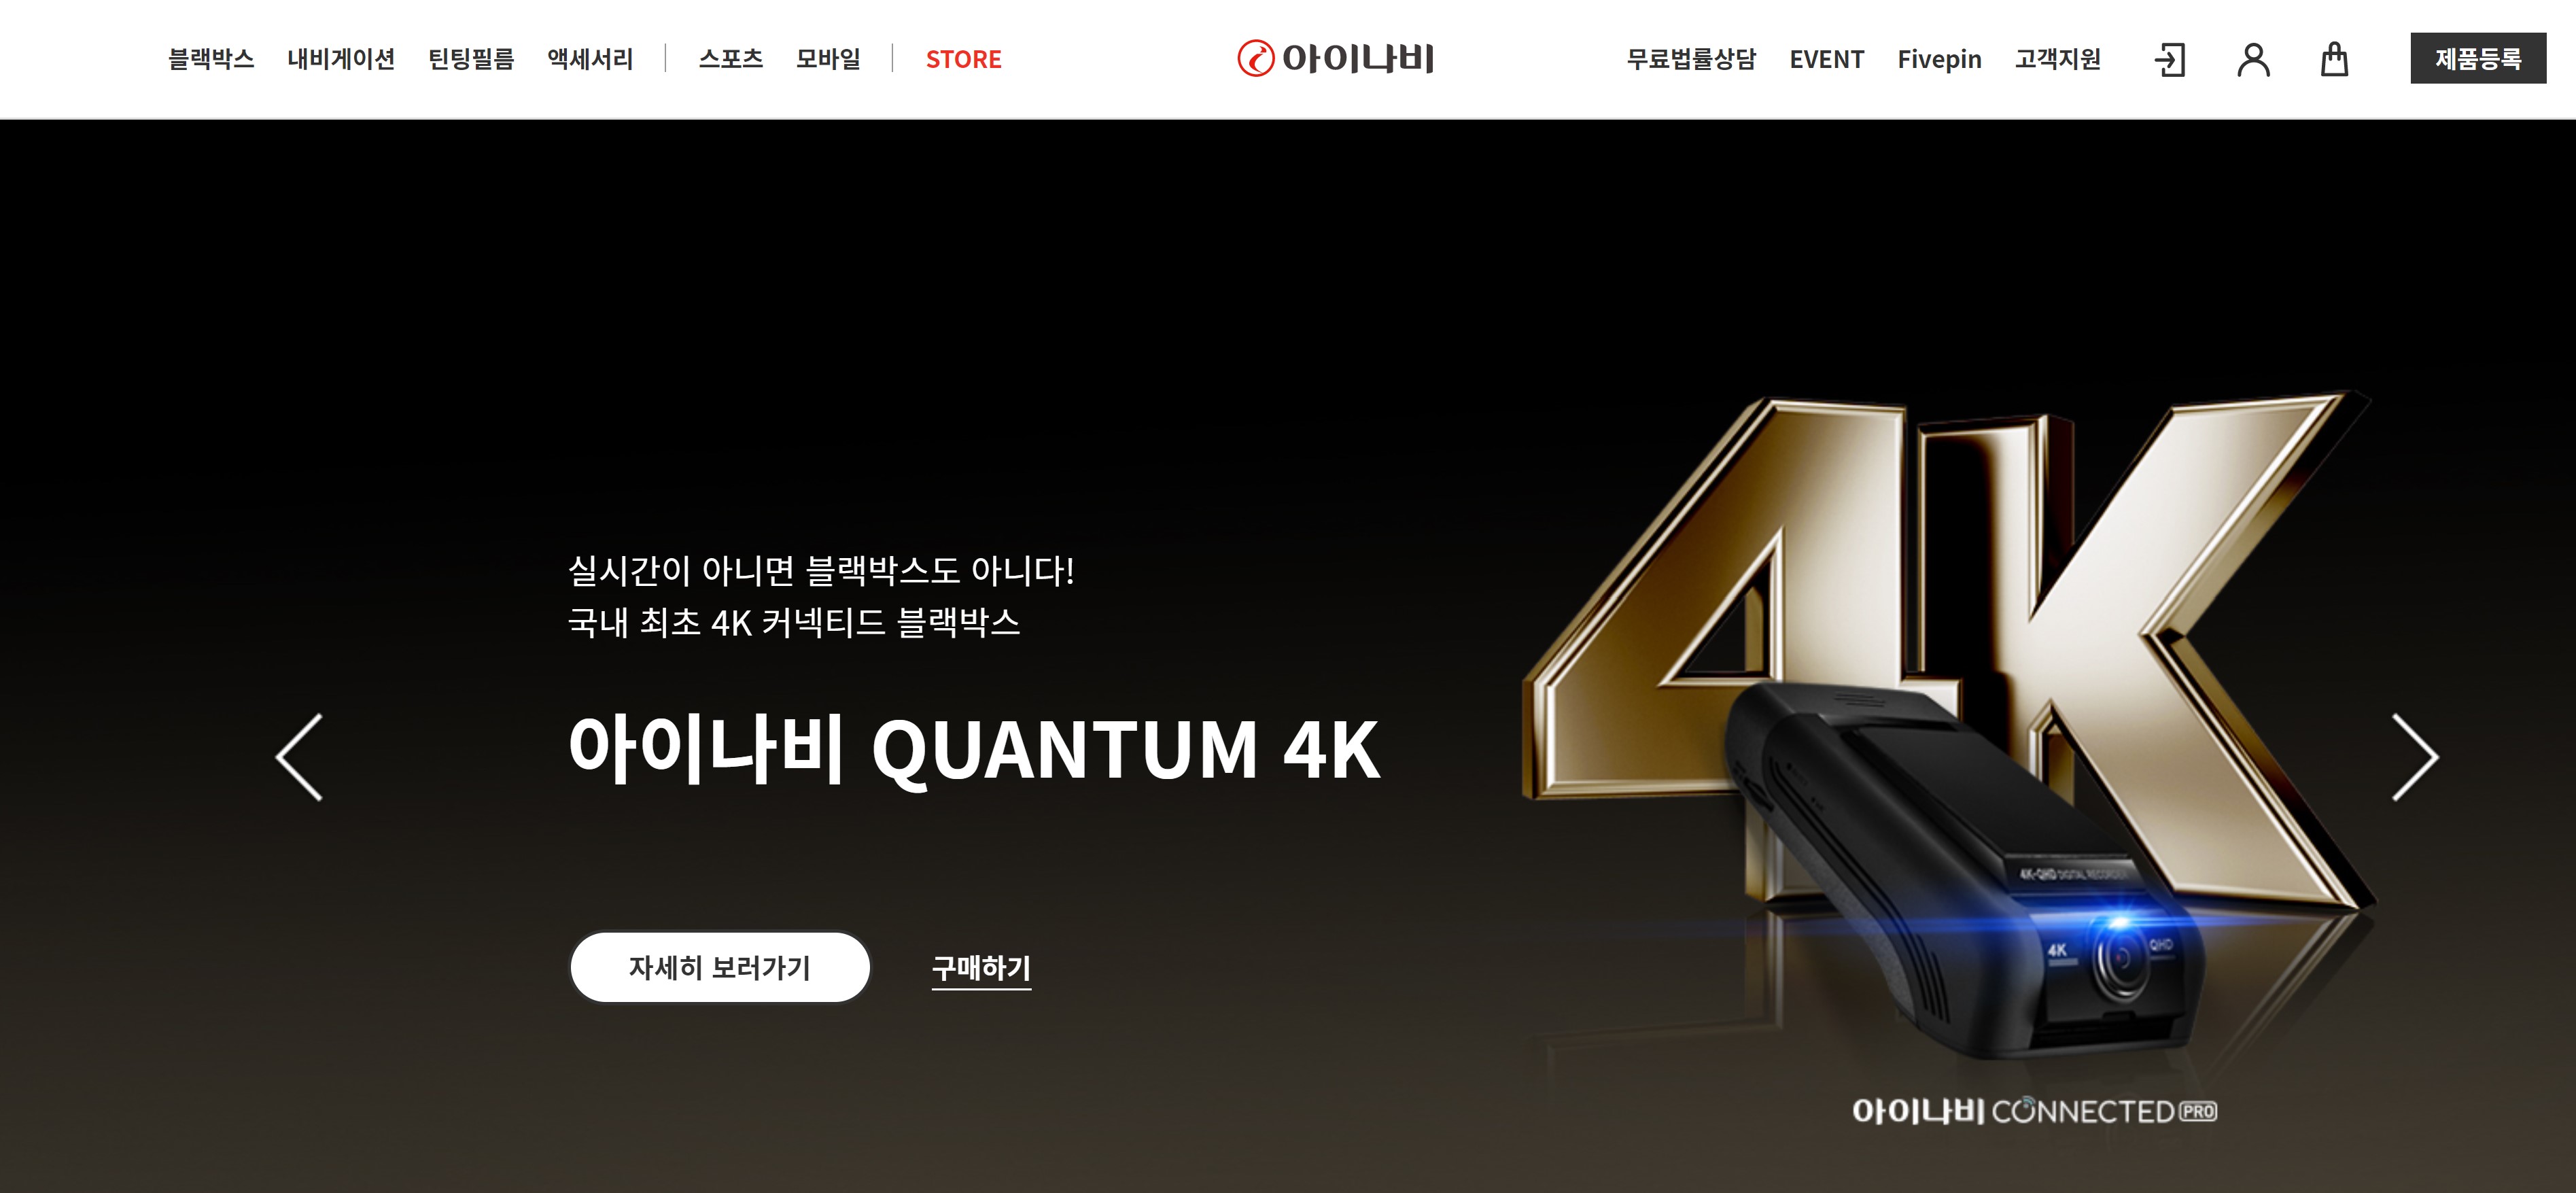 블랙박스 내비게이션 틴팅필름 액세서리 스포츠 모바일 STORE 아이나비 무료법률상담 EVENT Fivepin 고객지원 제품등록
실시간이 아니면 블랙박스도 아니다!
국내 최초 4K 커넥티드 블랙박스
아이나비 QUANTUM 4K
자세히 보러가기 구매하기
4K
4K-QHD DIGITAL RECORDER
4K QHD
아이나비 CONNECTED PRO